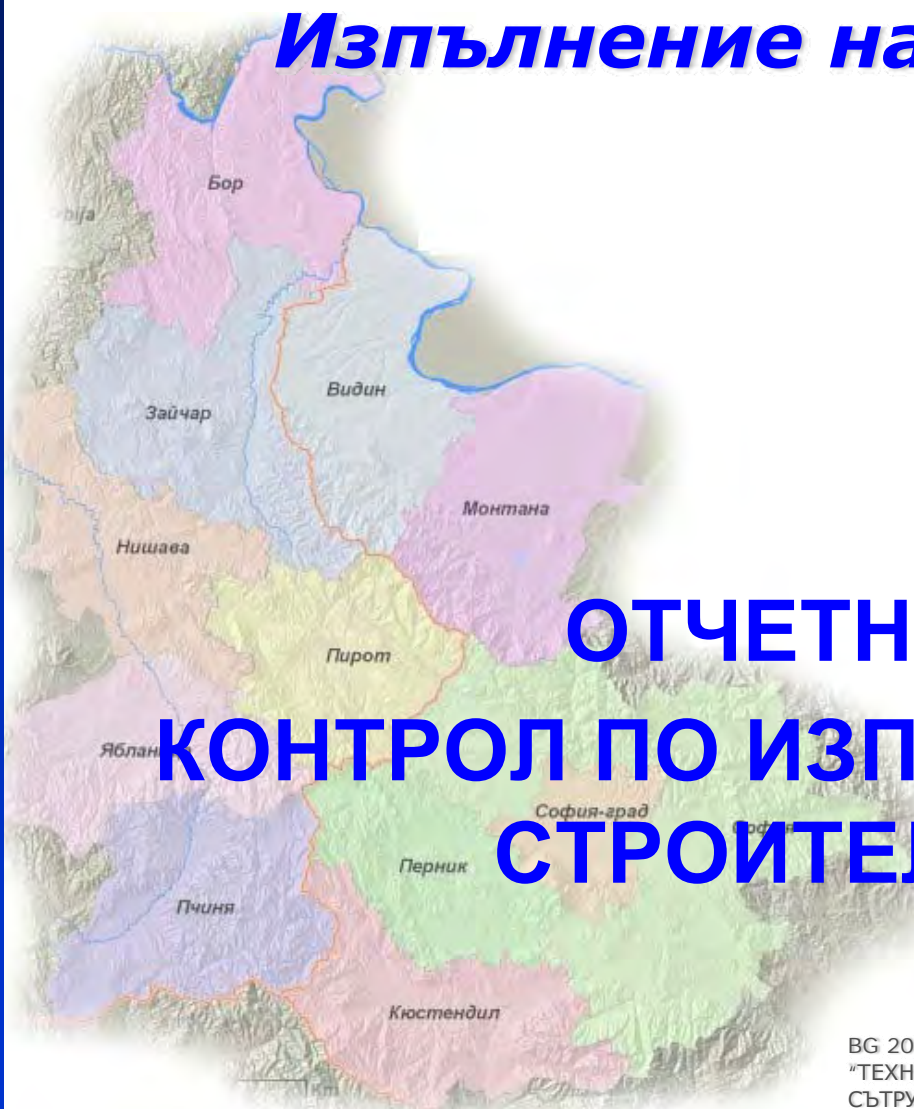 Изпълнение на
Бор
Видин
Зайчар
Монтана
Нишава
ОТЧЕТН
Пирот
КОНТРОЛ ПО ИЗП
София-град
СТРОИТЕЛ
Перник
Пчиня
Кюстендил
BG 20
"ТЕХН
СЪТРУ
Km